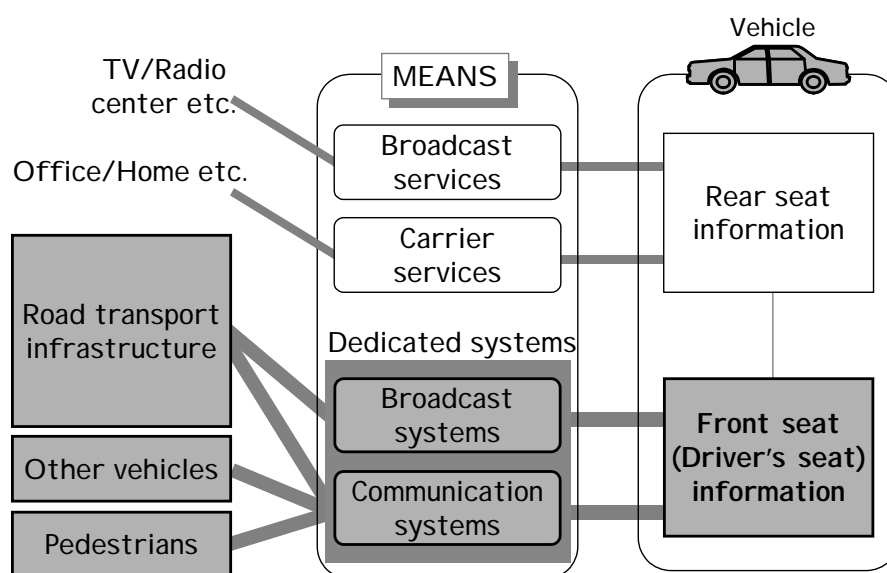 Vehicle
TV/Radio
center etc.
MEANS
Broadcast
services
Office/Home etc.
Carrier
services
Rear seat
information
Road transport
infrastructure
Dedicated systems
Broadcast
systems
Front seat
(Driver's seat)
information
Other vehicles
Communication
systems
Pedestrians